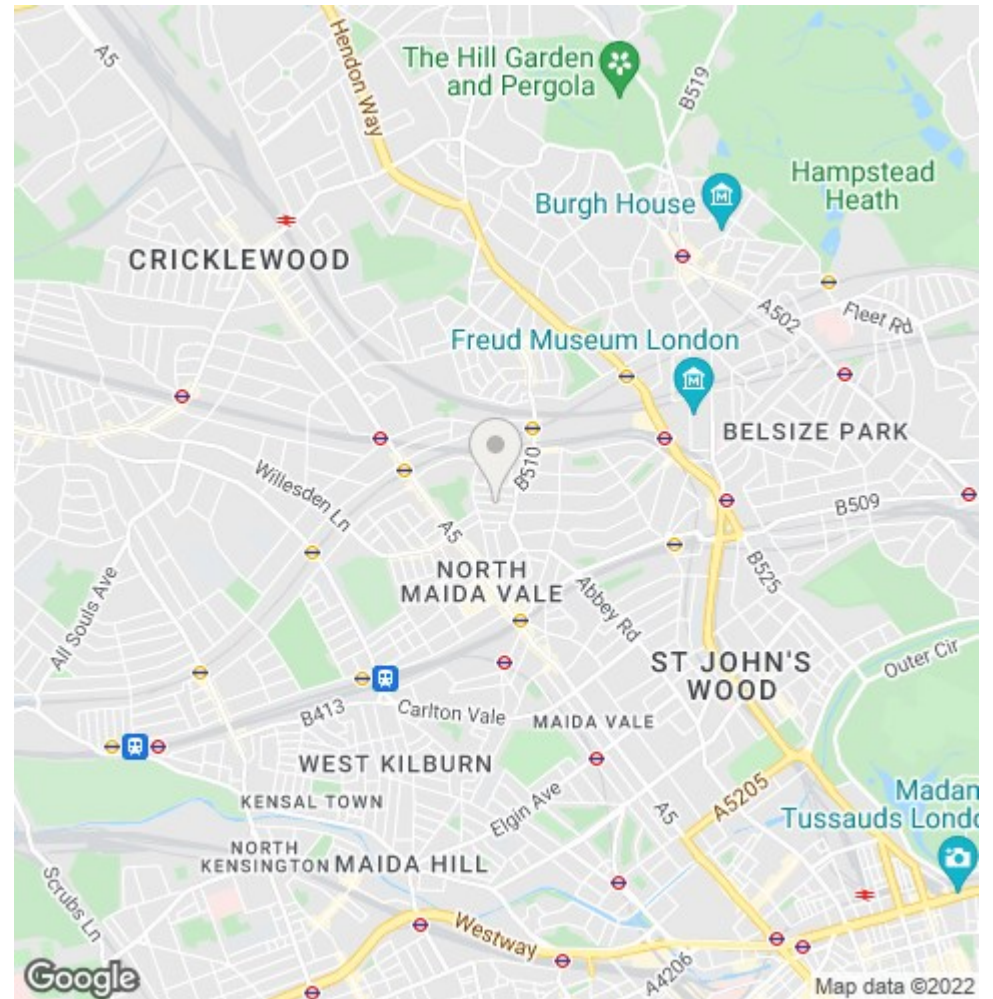 A5
Hendon Way
The Hill Garden
and Pergola
B519
Hampstead
Heath
Burgh House
CRICKLEWOOD
A502
Fleet Rd
Freud Museum London
BELSIZE PARK
B510
Willesden Ln
B509
A5
B525
NORTH
MAIDA VALE
Abbey Rd
All Souls Ave
Outer Cir
ST JOHN'S
WOOD
B413
Carlton Vale
MAIDA VALE
WEST KILBURN
A5205
Madam
Tussauds Londo
KENSAL TOWN
Elgin Ave
A5
NORTH
KENSINGTON
MAIDA HILL
Scrubs Ln
Westway
A4206
Google
Map data ©2022